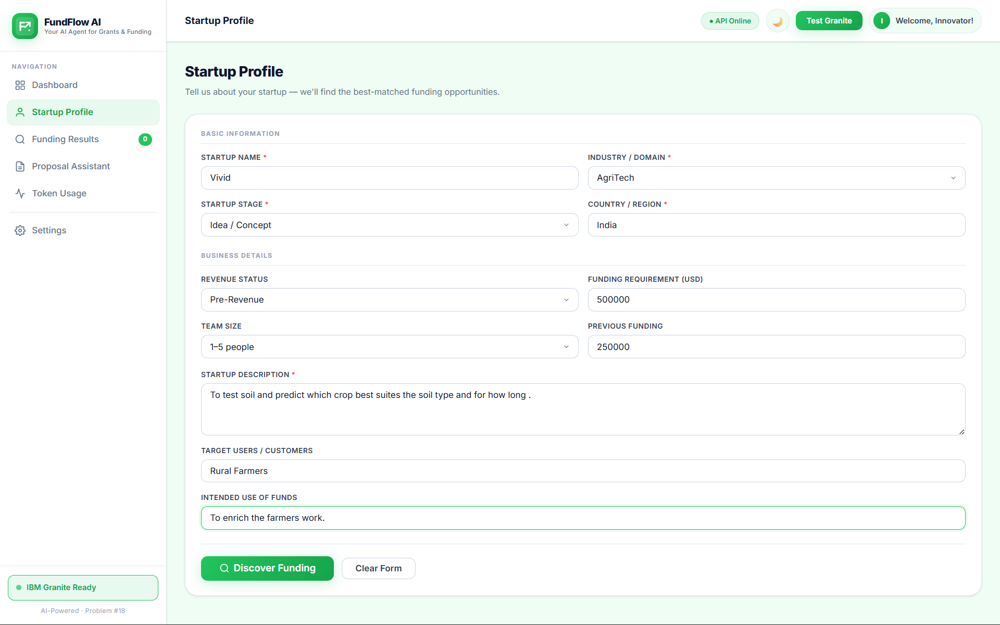 FundFlow AI
Your AI Agent for Grants & Funding
NAVIGATION
Dashboard
Startup Profile
Funding Results 0
Proposal Assistant
Token Usage
Settings
IBM Granite Ready
AI-Powered · Problem #18
Startup Profile
● API Online
Test Granite
I Welcome, Innovator!
Startup Profile
Tell us about your startup — we'll find the best-matched funding opportunities.
BASIC INFORMATION
STARTUP NAME *
Vivid
INDUSTRY / DOMAIN *
AgriTech
STARTUP STAGE *
Idea / Concept
COUNTRY / REGION *
India
BUSINESS DETAILS
REVENUE STATUS
Pre-Revenue
FUNDING REQUIREMENT (USD)
500000
TEAM SIZE
1–5 people
PREVIOUS FUNDING
250000
STARTUP DESCRIPTION *
To test soil and predict which crop best suites the soil type and for how long .
TARGET USERS / CUSTOMERS
Rural Farmers
INTENDED USE OF FUNDS
To enrich the farmers work.
Discover Funding
Clear Form